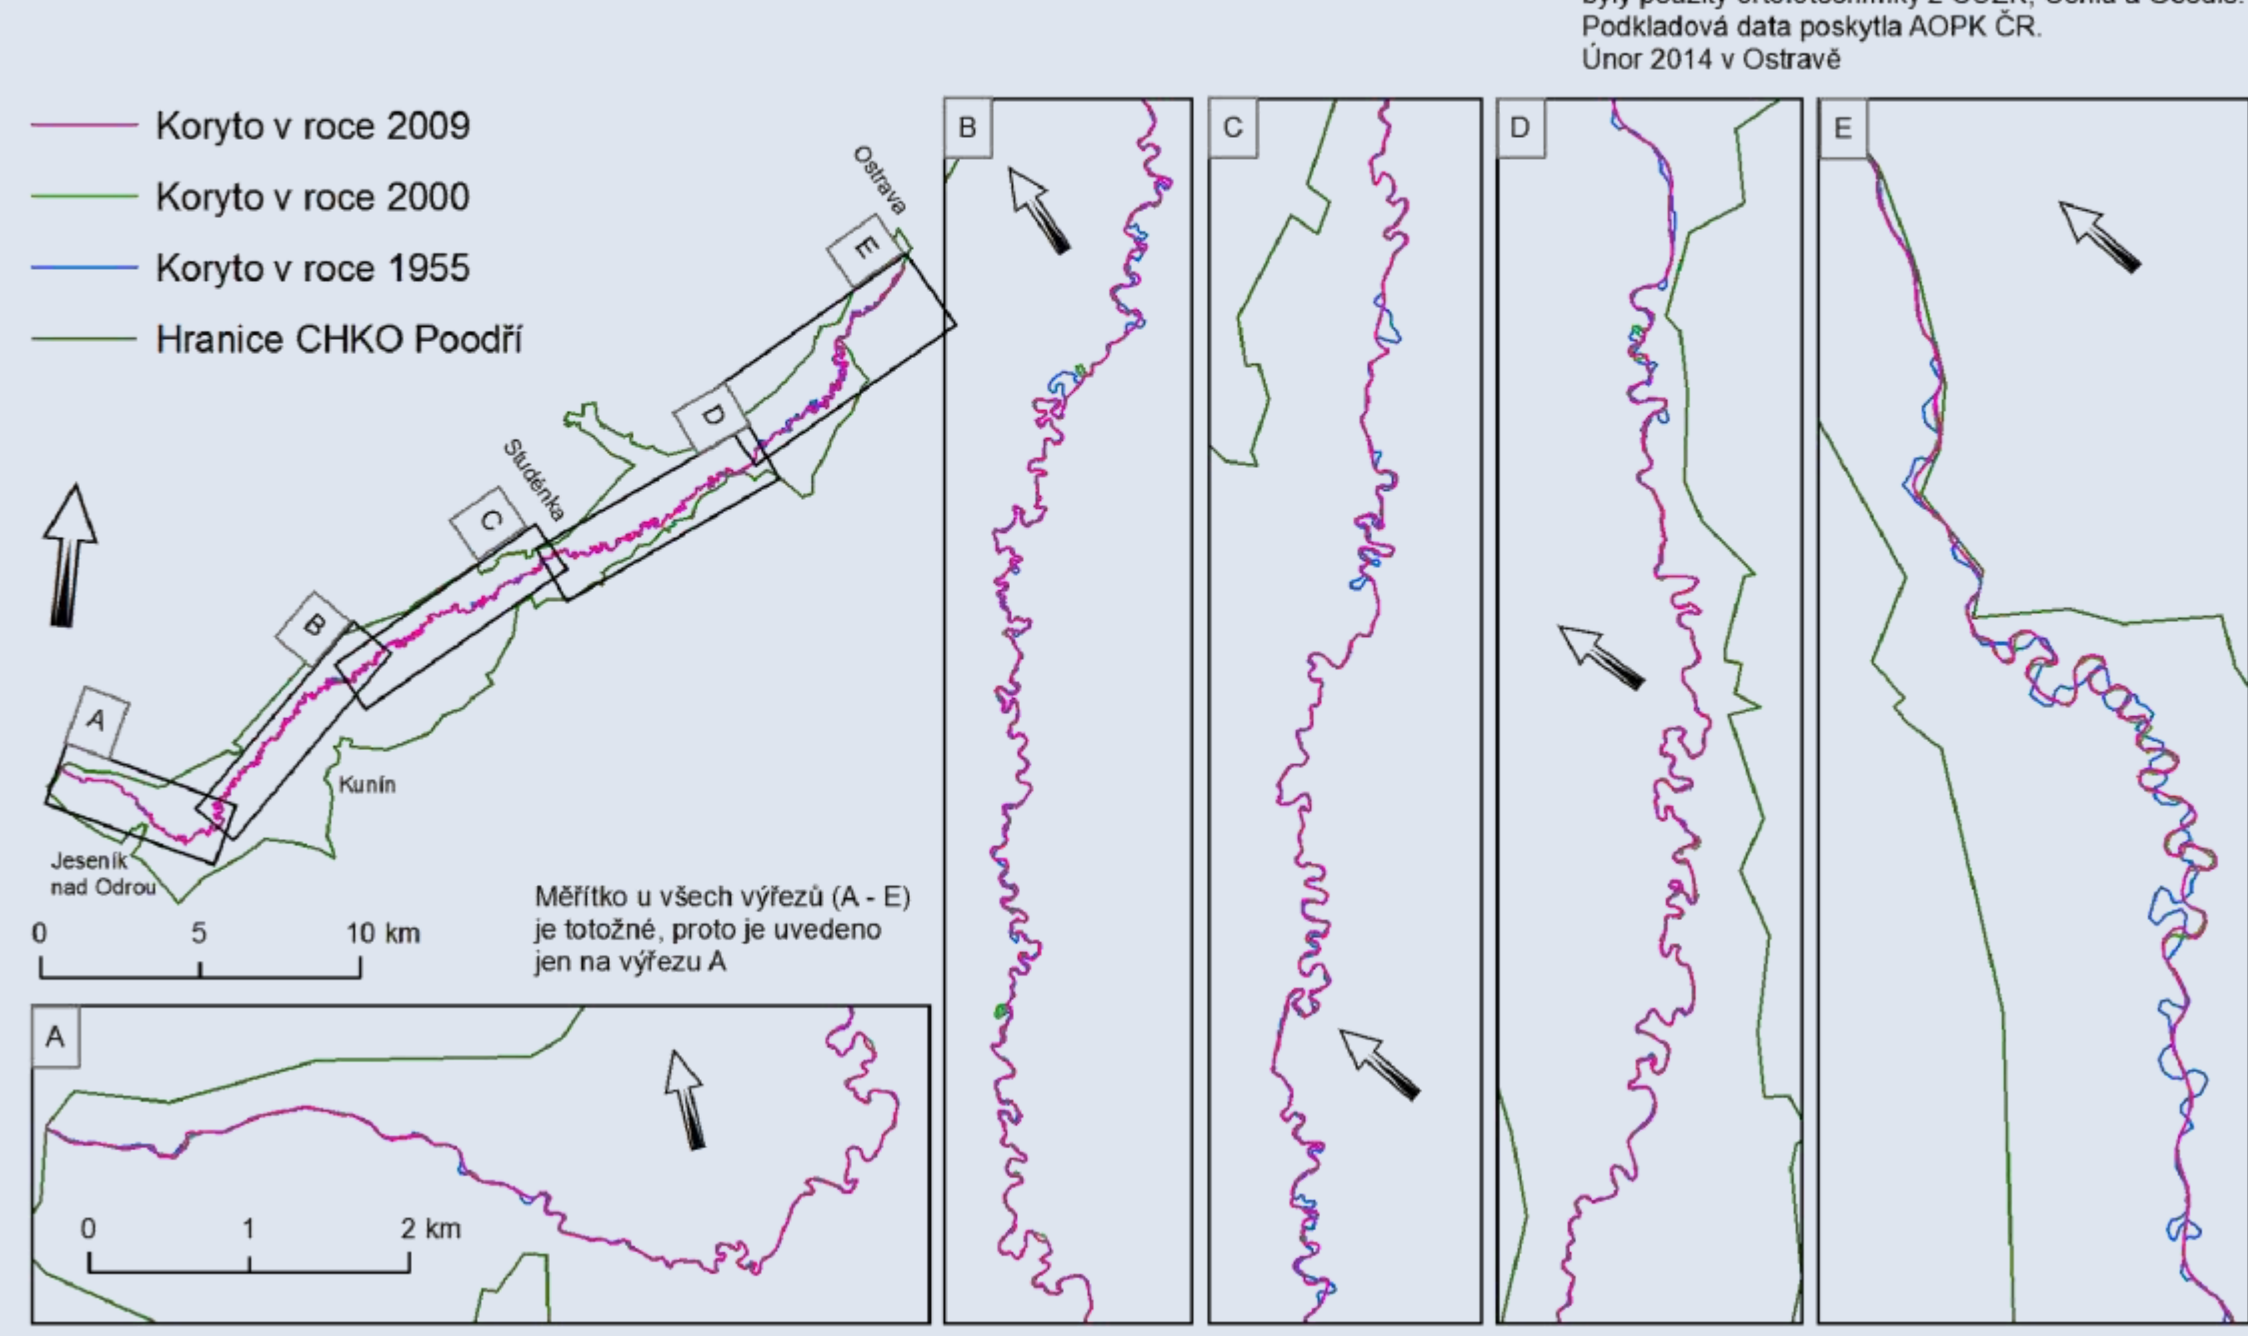 Podkladová data poskytla AOPK ČR.
Únor 2014 v Ostravě
Koryto v roce 2009
Koryto v roce 2000
Koryto v roce 1955
Hranice CHKO Poodří
Ostrava
E
D
Studénka
C
B
A
Kunín
Jeseník
nad Odrou
0 5 10 km
Měřítko u všech výřezů (A - E)
je totožné, proto je uvedeno
jen na výřezu A
A
0 1 2 km
B
C
D
E